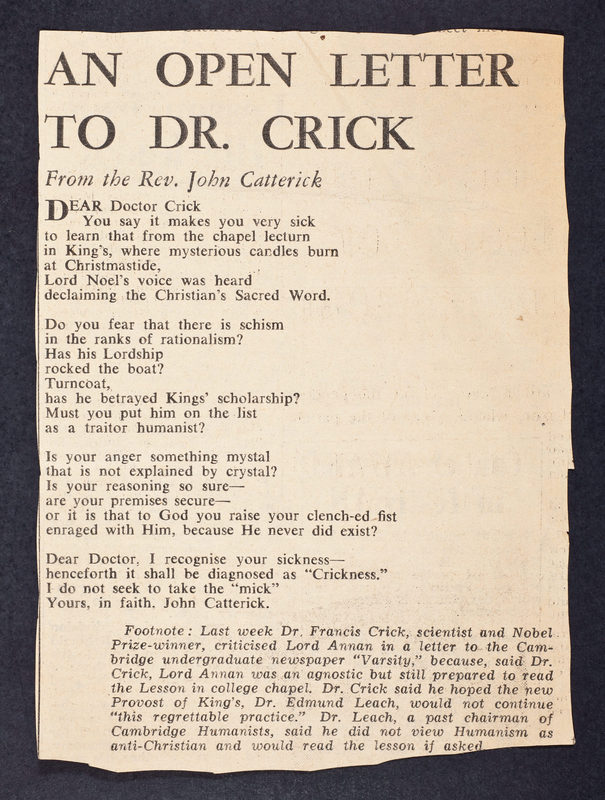 AN OPEN LETTER
TO DR. CRICK
From the Rev. John Catterick
DEAR Doctor Crick
You say it makes you very sick
to learn that from the chapel lecturn
in King's, where mysterious candles burn
at Christmastide,
Lord Noel's voice was heard
declaiming the Christian's Sacred Word.
Do you fear that there is schism
in the ranks of rationalism?
Has his Lordship
rocked the boat?
Turncoat,
has he betrayed Kings' scholarship?
Must you put him on the list
as a traitor humanist?
Is your anger something mystal
that is not explained by crystal?
Is your reasoning so sure—
are your premises secure—
or it is that to God you raise your clench-ed fist
enraged with Him, because He never did exist?
Dear Doctor, I recognise your sickness—
henceforth it shall be diagnosed as "Crickness."
I do not seek to take the "mick"
Yours, in faith. John Catterick.
Footnote: Last week Dr. Francis Crick, scientist and Nobel
Prize-winner, criticised Lord Annan in a letter to the Cam-
bridge undergraduate newspaper "Varsity," because, said Dr.
Crick, Lord Annan was an agnostic but still prepared to read
the Lesson in college chapel. Dr. Crick said he hoped the new
Provost of King's, Dr. Edmund Leach, would not continue
"this regrettable practice." Dr. Leach, a past chairman of
Cambridge Humanists, said he did not view Humanism as
anti-Christian and would read the lesson if asked